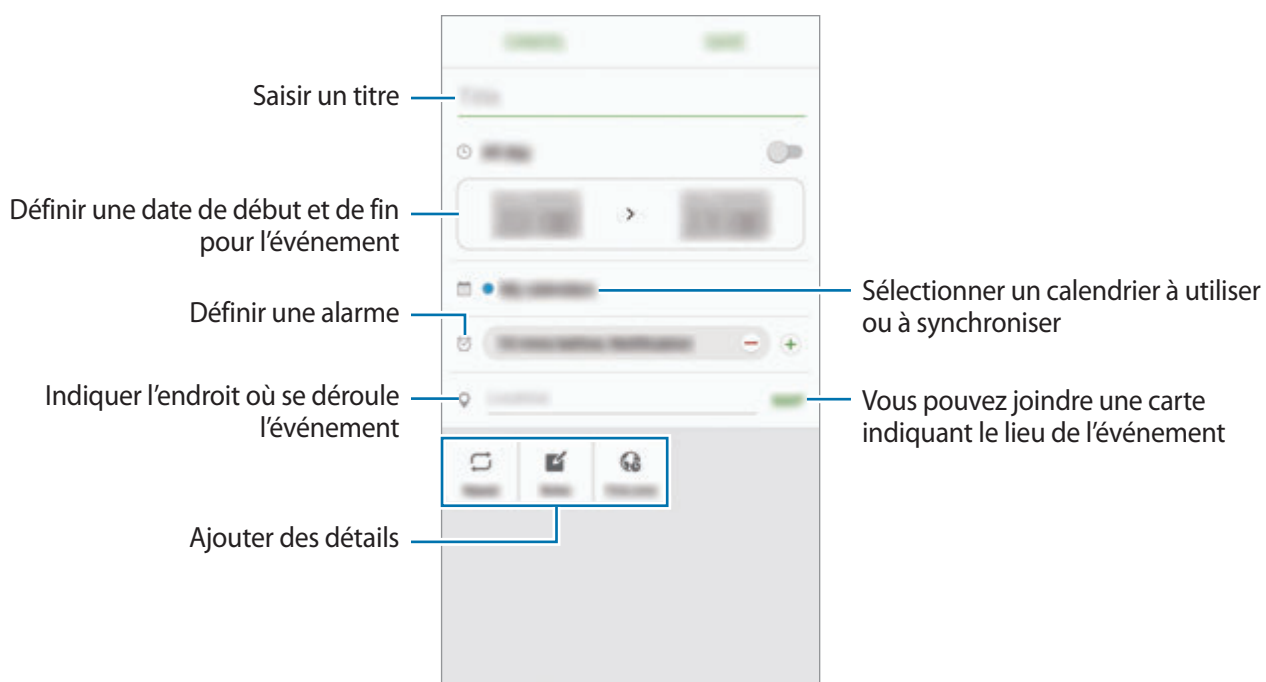 Saisir un titre
Définir une date de début et de fin
pour l’événement
Sélectionner un calendrier à utiliser
ou à synchroniser
Définir une alarme
Indiquer l’endroit où se déroule
l’événement
Vous pouvez joindre une carte
indiquant le lieu de l’événement
Ajouter des détails